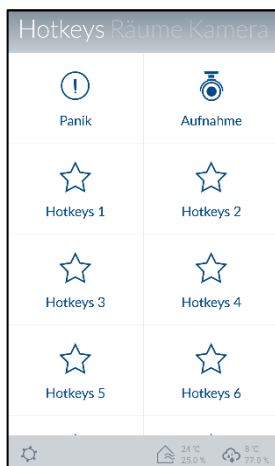 Hotkeys Räume Kamera
Panik Aufnahme
Hotkeys 1 Hotkeys 2
Hotkeys 3 Hotkeys 4
Hotkeys 5 Hotkeys 6
24 °C 8 °C
25.0 % 77.0 %